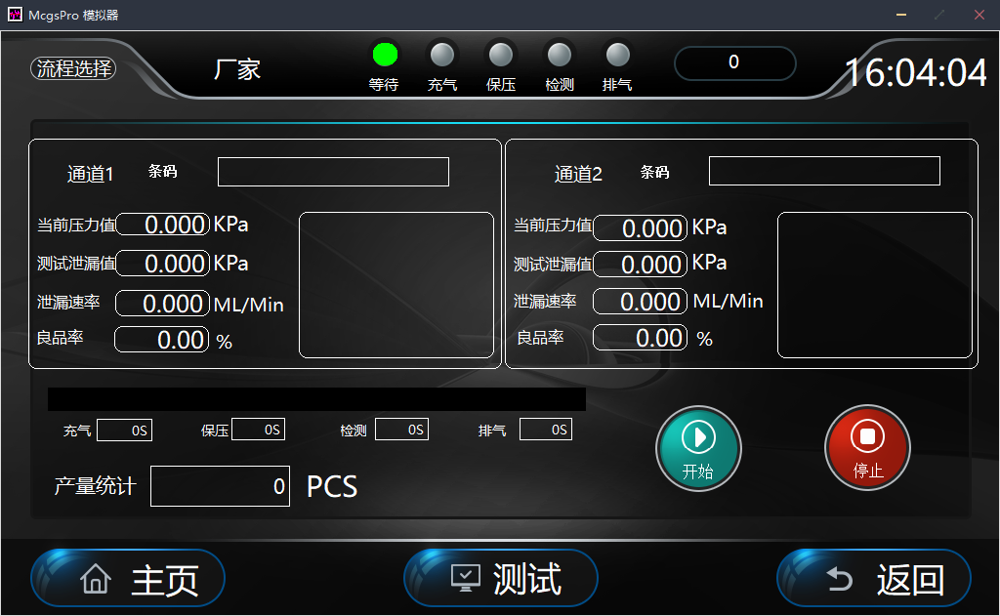 McgsPro 模拟器
流程选择
厂家
等待 充气 保压 检测 排气
0
16:04:04
通道1 条码
当前压力值 0.000 KPa
测试泄漏值 0.000 KPa
泄漏速率 0.000 ML/Min
良品率 0.00 %
通道2 条码
当前压力值 0.000 KPa
测试泄漏值 0.000 KPa
泄漏速率 0.000 ML/Min
良品率 0.00 %
充气 0S 保压 0S 检测 0S 排气 0S
产量统计 0 PCS
开始
停止
主页 测试 返回